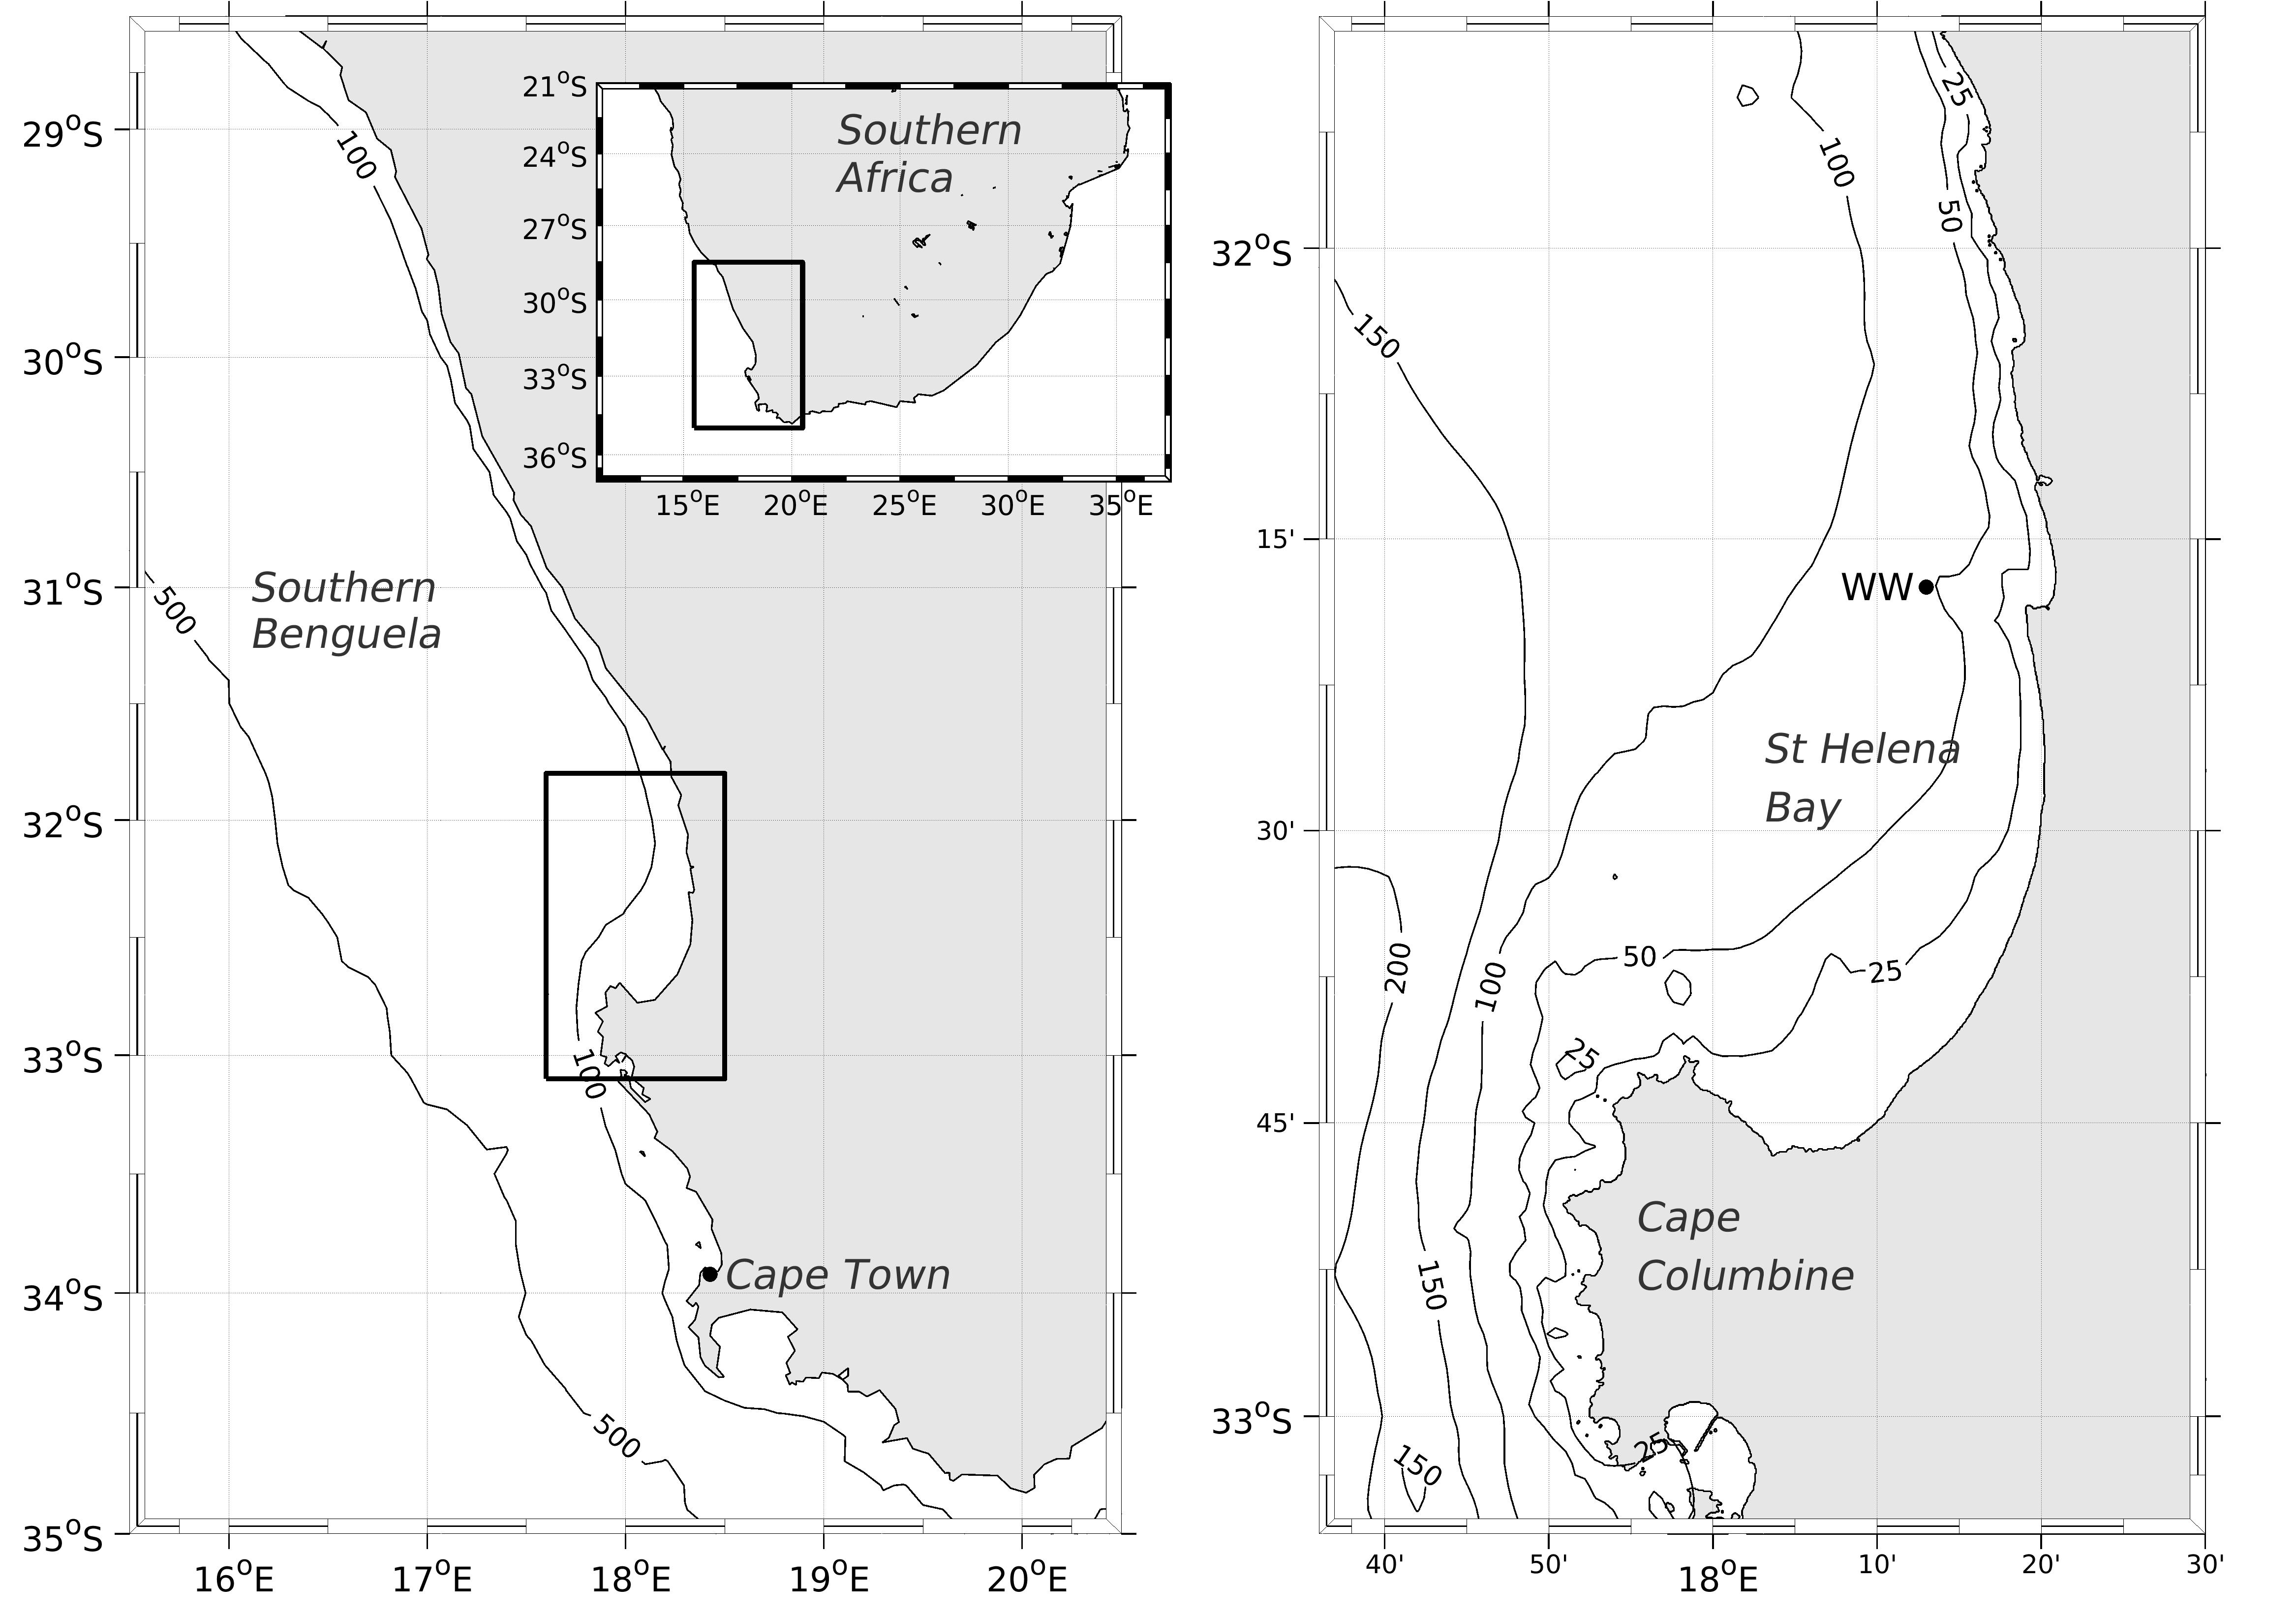 21°S
24°S
27°S
30°S
33°S
36°S
15°E
20°E
25°E
30°E
35°E
Southern
Africa
29°S
30°S
31°S
32°S
33°S
34°S
35°S
16°E
17°E
18°E
19°E
20°E
100
500
Southern
Benguela
100
Cape Town
500
32°S
15'
30'
45'
33°S
40'
50'
18°E
10'
20'
30'
25
100
50
150
WW
St Helena
Bay
50
25
200
100
25
Cape
Columbine
150
25
150